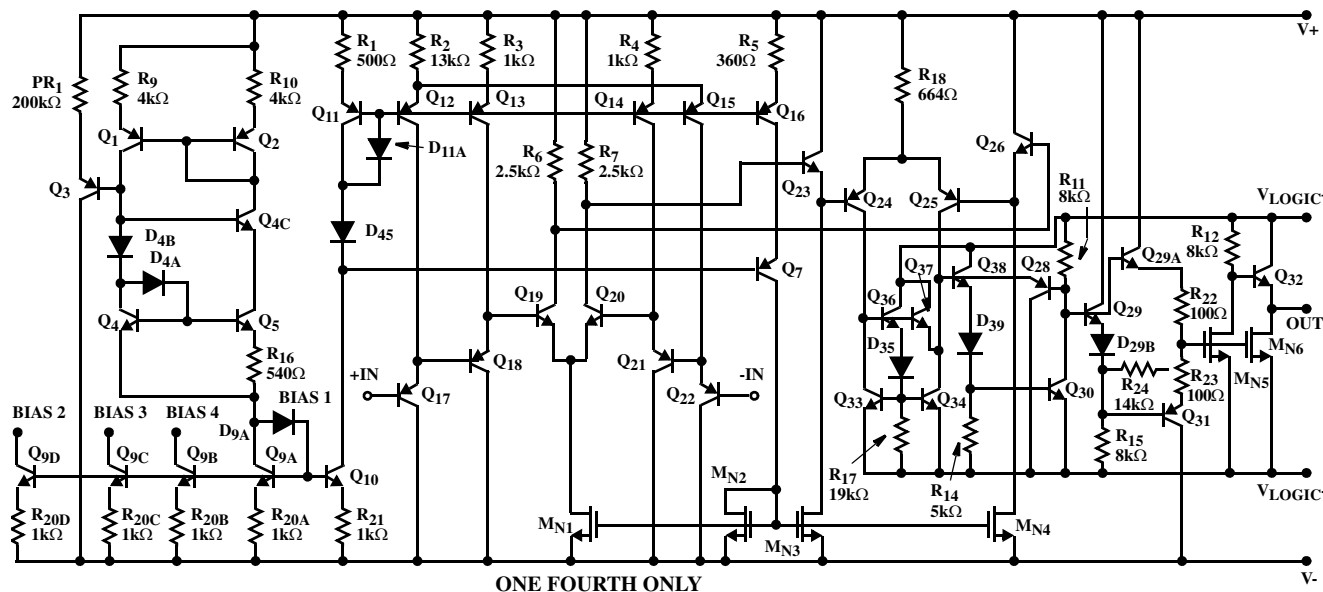 V+
R1
500Ω
R2
13kΩ
R3
1kΩ
R4
1kΩ
R5
360Ω
PR1
200kΩ
R9
4kΩ
R10
4kΩ
R18
664Ω
Q1
Q2
Q11
Q12
Q13
Q14
Q15
Q16
D11A
R6
2.5kΩ
R7
2.5kΩ
Q26
Q3
Q4C
Q23
Q24
Q25
R11
8kΩ
VLOGIC+
D4B
D4A
D45
R12
8kΩ
Q7
Q37
Q38
Q28
Q29A
Q32
Q4
Q5
Q19
Q20
Q36
R22
100Ω
OUT
Q29
D35
D39
D29B
MN6
R16
540Ω
Q18
Q21
MN5
+IN
-IN
R24
14kΩ
R23
100Ω
Q17
Q22
Q33
Q34
Q30
Q31
BIAS 2
BIAS 3
BIAS 4
BIAS 1
D9A
R15
8kΩ
Q9D
Q9C
Q9B
Q9A
Q10
R17
19kΩ
R14
5kΩ
VLOGIC-
MN2
R20D
1kΩ
R20C
1kΩ
R20B
1kΩ
R20A
1kΩ
R21
1kΩ
MN1
MN3
MN4
V-
ONE FOURTH ONLY